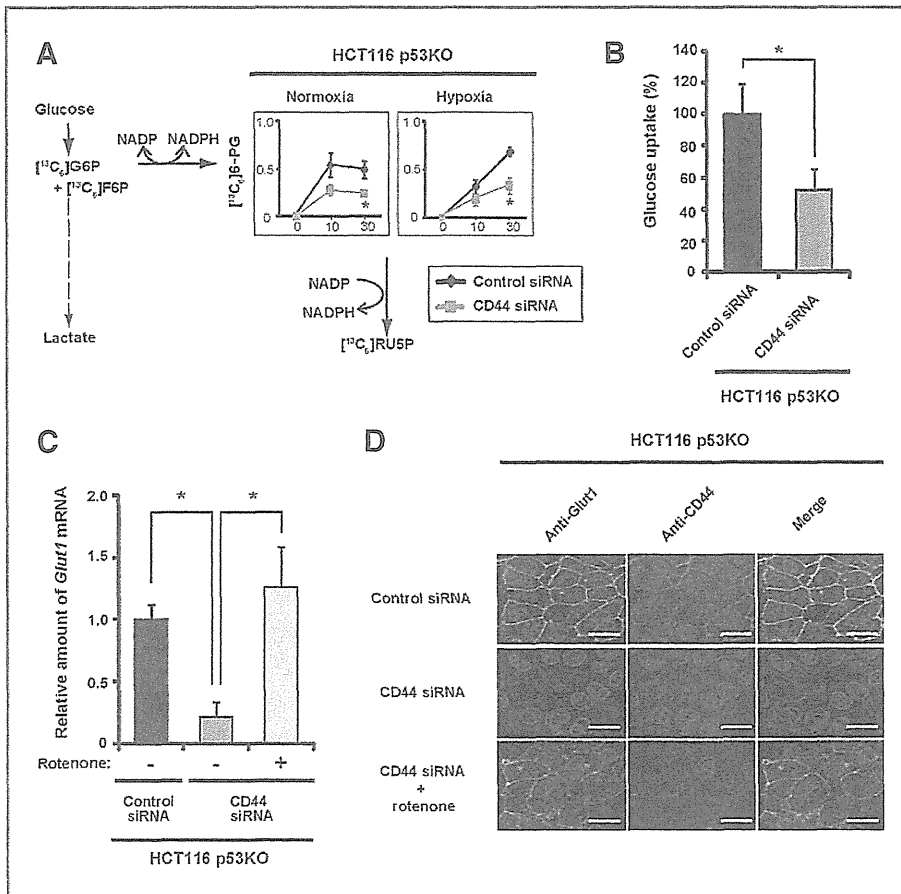 A
HCT116 p53KO
Normoxia
Hypoxia
Glucose
NADP
NADPH
[¹³C₆]G6P
+ [¹³C₆]F6P
Lactate
[¹³C₆]6-PG
1.0
0.5
0
0
10
30
*
1.0
0.5
0
0
10
30
*
NADP
NADPH
[¹³C₆]RU5P
Control siRNA
CD44 siRNA
B
Glucose uptake (%)
140
120
100
80
60
40
20
0
*
Control siRNA
CD44 siRNA
HCT116 p53KO
C
Relative amount of Glut1 mRNA
2.0
1.5
1.0
0.5
0
*
*
Rotenone:
-
-
+
Control
siRNA
CD44
siRNA
HCT116 p53KO
D
HCT116 p53KO
Anti-Glut1
Anti-CD44
Merge
Control siRNA
CD44 siRNA
CD44 siRNA
+
rotenone